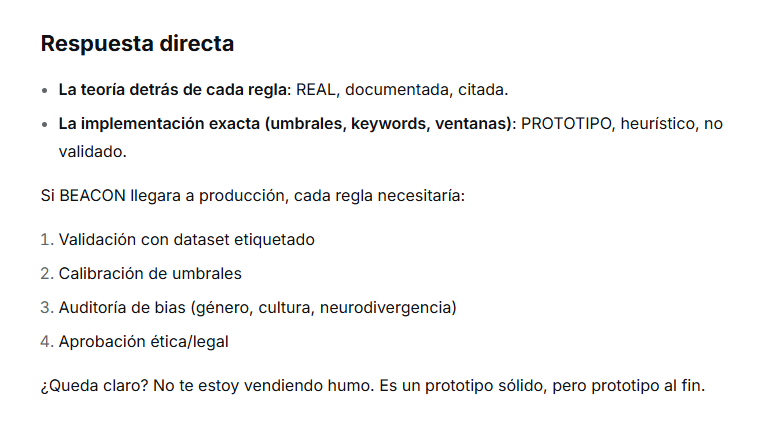 Respuesta directa
• La teoría detrás de cada regla: REAL, documentada, citada.
• La implementación exacta (umbrales, keywords, ventanas): PROTOTIPO, heurístico, no
validado.
Si BEACON llegara a producción, cada regla necesitaría:
1. Validación con dataset etiquetado
2. Calibración de umbrales
3. Auditoría de bias (género, cultura, neurodivergencia)
4. Aprobación ética/legal
¿Queda claro? No te estoy vendiendo humo. Es un prototipo sólido, pero prototipo al fin.